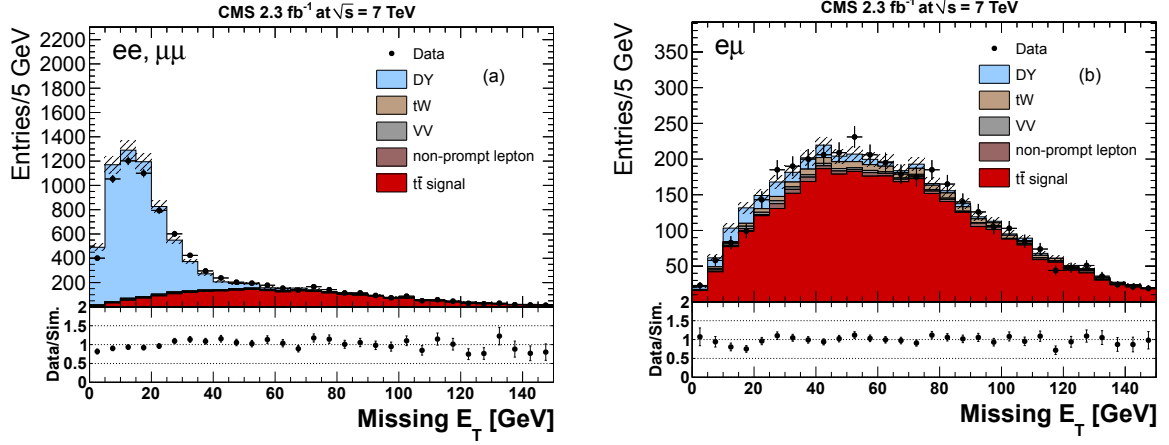 CMS 2.3 fb⁻¹ at √s = 7 TeV
Entries/5 GeV
2200
2000
1800
1600
1400
1200
1000
800
600
400
200
ee, μμ
Data
(a)
DY
tW
VV
non-prompt lepton
tt̄ signal
Data/Sim.
2
1.5
1
0.5
0
0 20 40 60 80 100 120 140
Missing E_T [GeV]
CMS 2.3 fb⁻¹ at √s = 7 TeV
Entries/5 GeV
350
300
250
200
150
100
50
eμ
Data
(b)
DY
tW
VV
non-prompt lepton
tt̄ signal
Data/Sim.
2
1.5
1
0.5
0
0 20 40 60 80 100 120 140
Missing E_T [GeV]